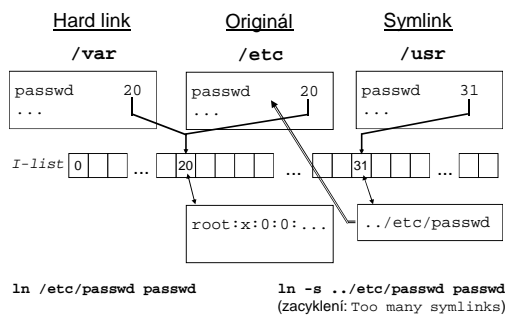 Hard link Originál Symlink
/var /etc /usr
passwd 20 passwd 20 passwd 31
... ... ...
I-list 0 ... 20 ... 31 ...
root:x:0:0:... ../etc/passwd
ln /etc/passwd passwd ln -s ../etc/passwd passwd
(zacyklení: Too many symlinks)